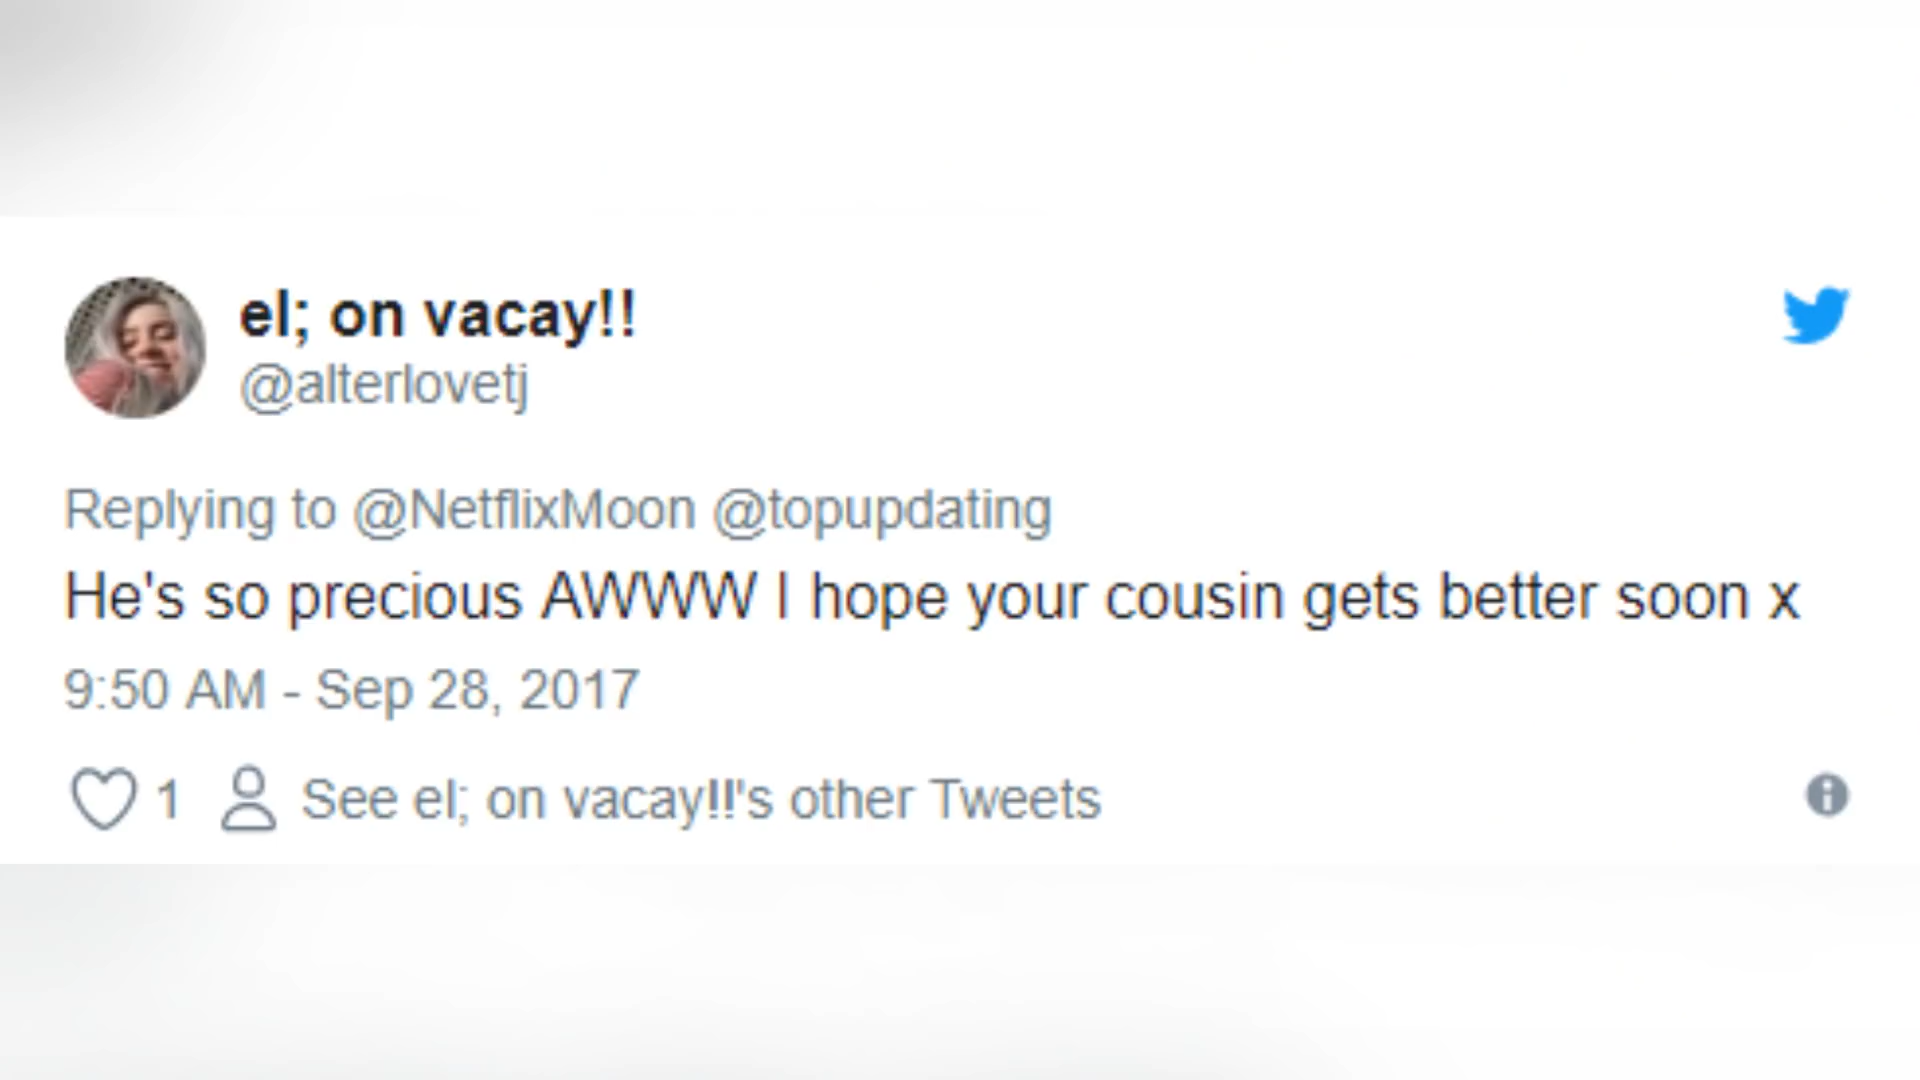 el; on vacay!!
@alterlovetj
Replying to @NetflixMoon @topupdating
He's so precious AWWW I hope your cousin gets better soon x
9:50 AM - Sep 28, 2017
1 See el; on vacay!!'s other Tweets